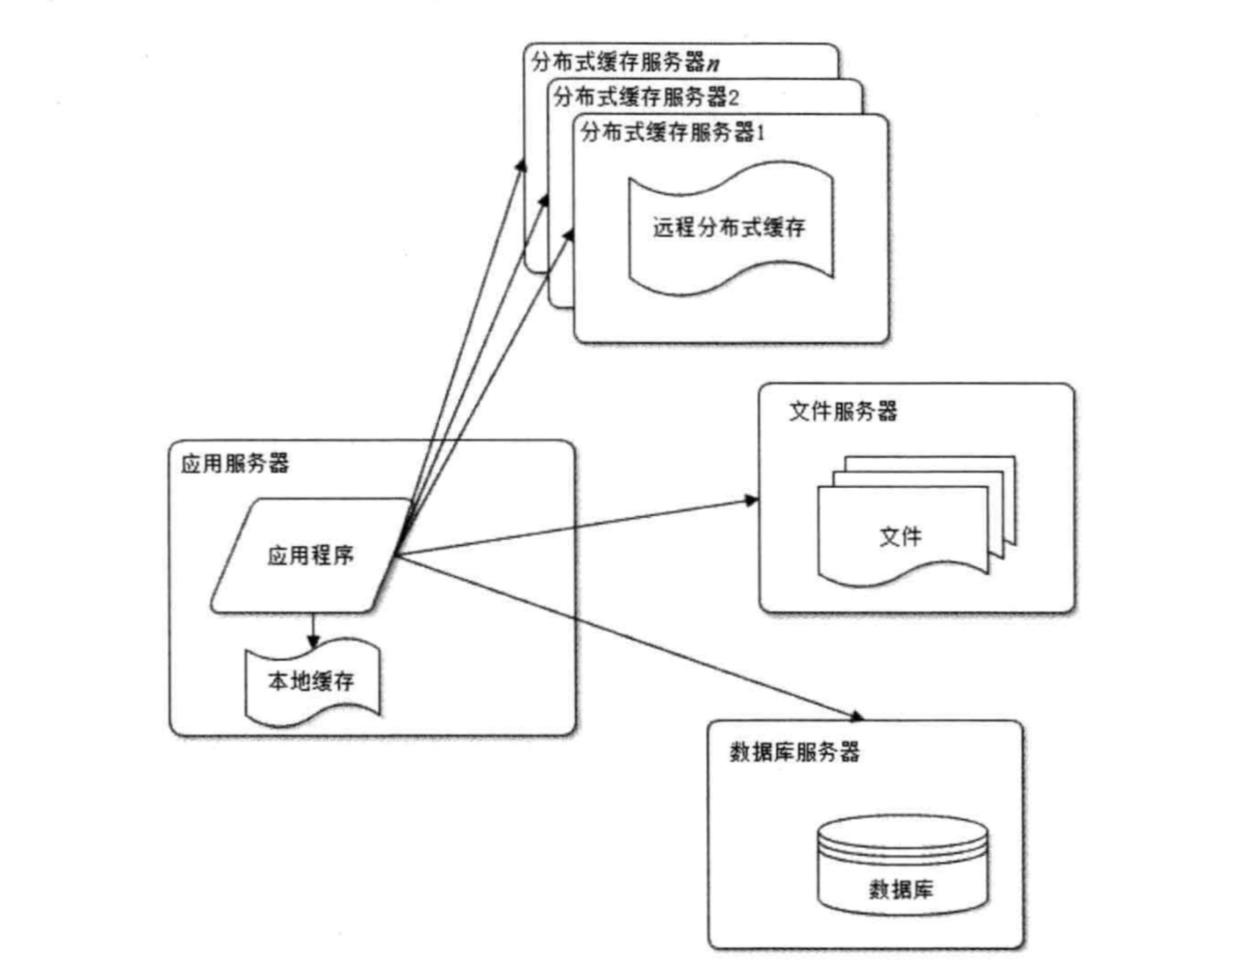 分布式缓存服务器n
分布式缓存服务器2
分布式缓存服务器1
远程分布式缓存
文件服务器
文件
应用服务器
应用程序
本地缓存
数据库服务器
数据库